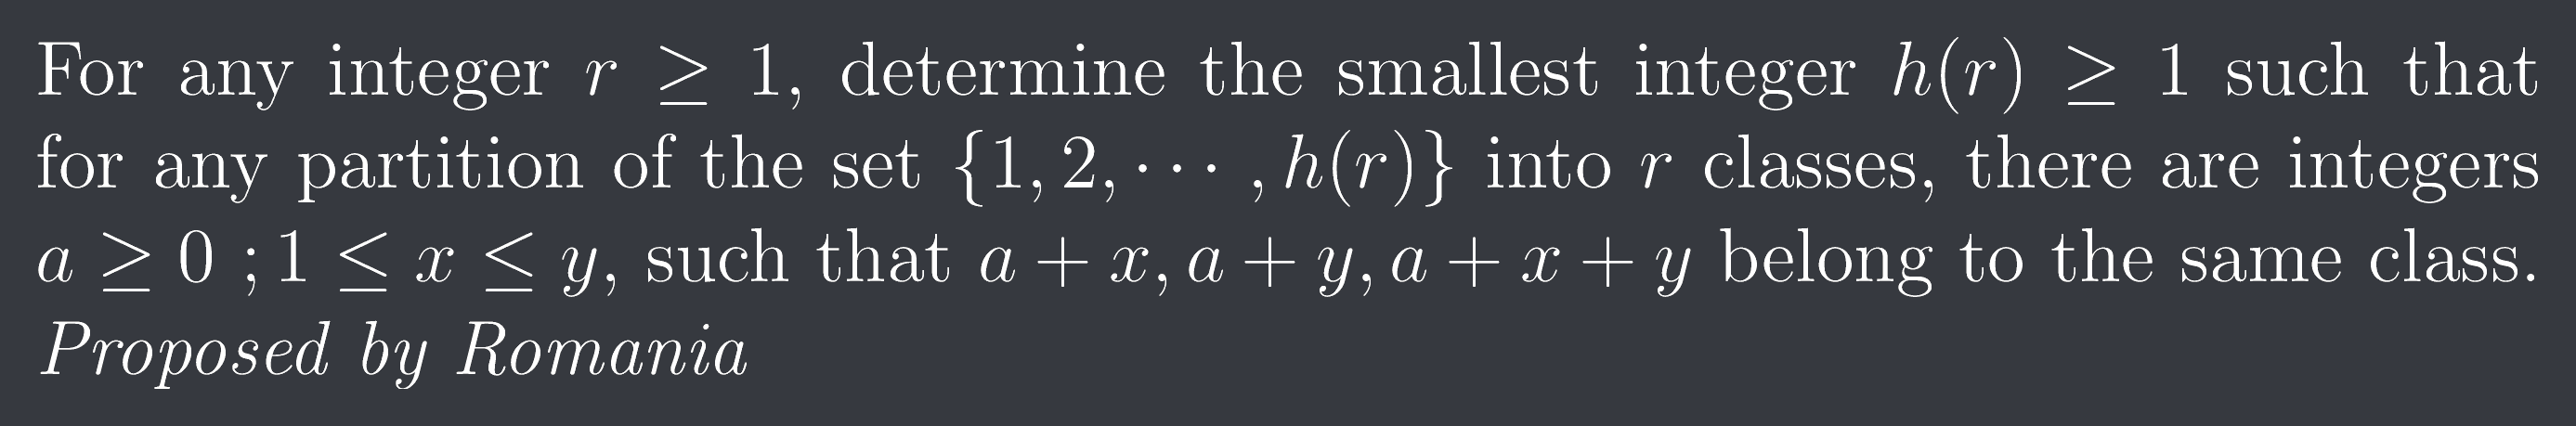 For any integer r ≥ 1, determine the smallest integer h(r) ≥ 1 such that
for any partition of the set {1, 2, ⋯ , h(r)} into r classes, there are integers
a ≥ 0 ; 1 ≤ x ≤ y, such that a + x, a + y, a + x + y belong to the same class.
Proposed by Romania